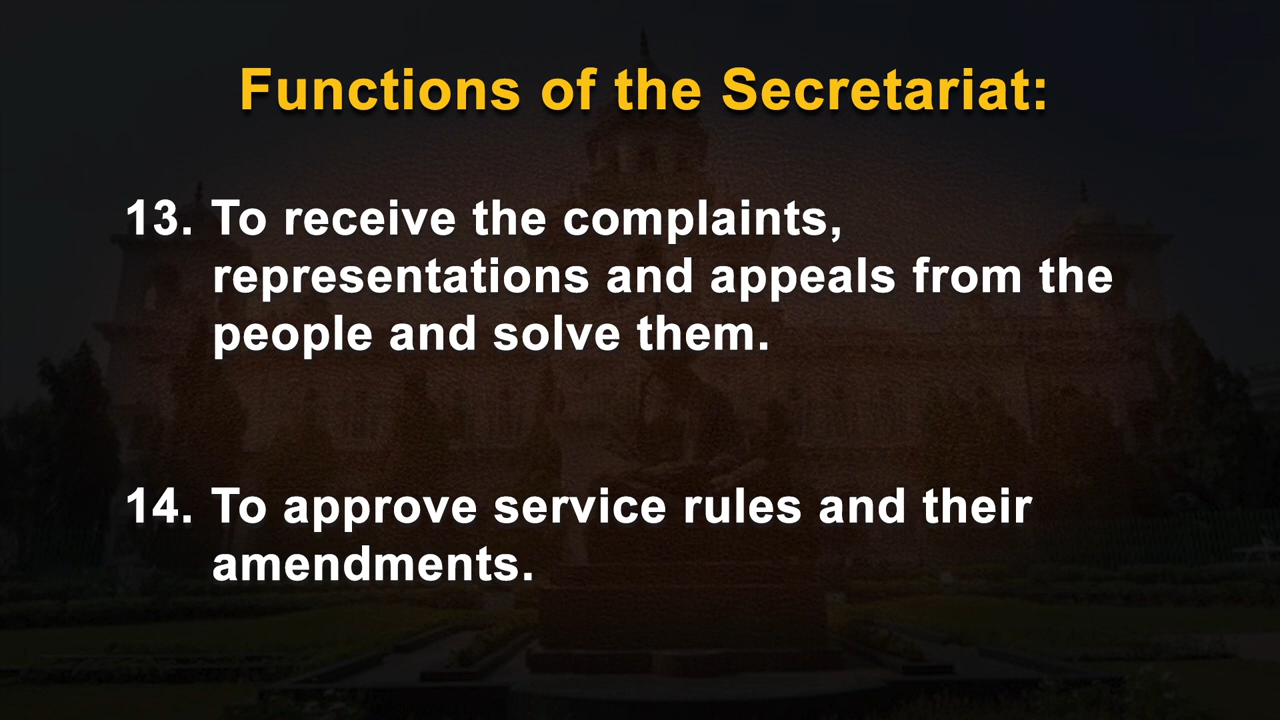 Functions of the Secretariat:
13. To receive the complaints,
representations and appeals from the
people and solve them.
14. To approve service rules and their
amendments.